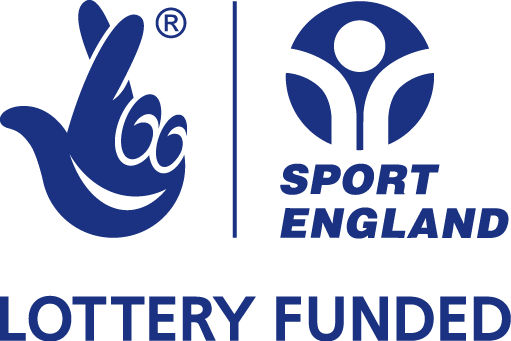 ®
SPORT
ENGLAND
LOTTERY FUNDED